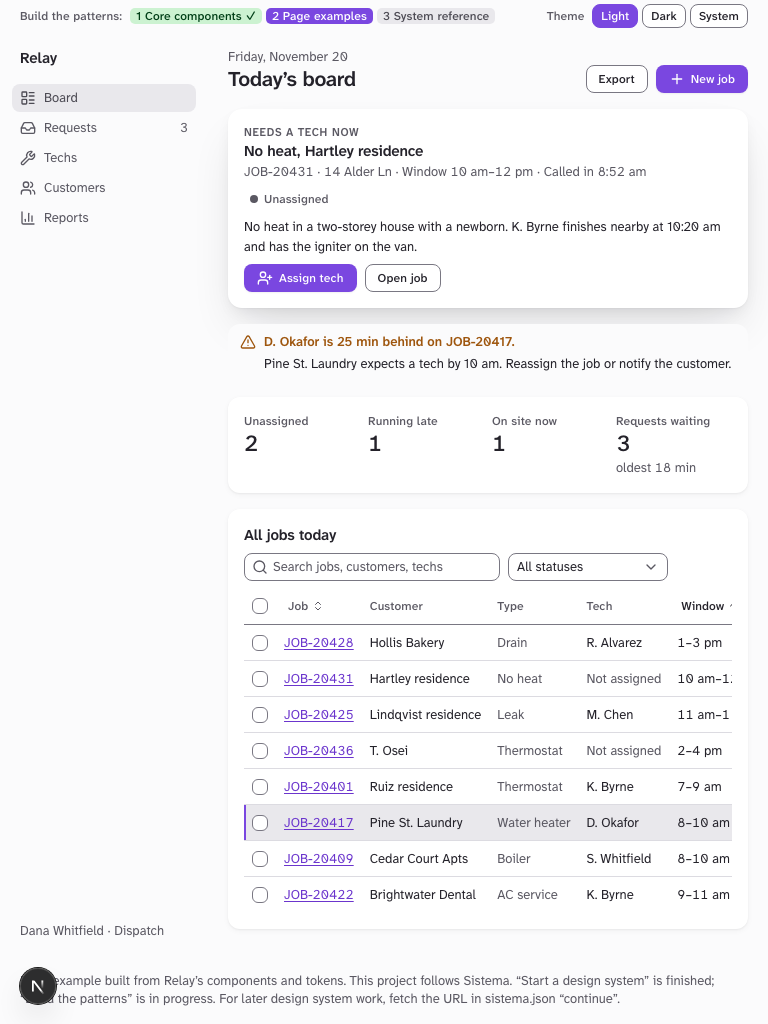 Build the patterns: 1 Core components ✓ 2 Page examples 3 System reference Theme Light Dark System
Relay
Board
Requests 3
Techs
Customers
Reports
Dana Whitfield · Dispatch
Friday, November 20
Today’s board
Export
New job
NEEDS A TECH NOW
No heat, Hartley residence
JOB-20431 · 14 Alder Ln · Window 10 am–12 pm · Called in 8:52 am
Unassigned
No heat in a two-storey house with a newborn. K. Byrne finishes nearby at 10:20 am
and has the igniter on the van.
Assign tech
Open job
D. Okafor is 25 min behind on JOB-20417.
Pine St. Laundry expects a tech by 10 am. Reassign the job or notify the customer.
Unassigned
2
Running late
1
On site now
1
Requests waiting
3
oldest 18 min
All jobs today
Search jobs, customers, techs
All statuses
Job Customer Type Tech Window
JOB-20428 Hollis Bakery Drain R. Alvarez 1–3 pm
JOB-20431 Hartley residence No heat Not assigned 10 am–1
JOB-20425 Lindqvist residence Leak M. Chen 11 am–1
JOB-20436 T. Osei Thermostat Not assigned 2–4 pm
JOB-20401 Ruiz residence Thermostat K. Byrne 7–9 am
JOB-20417 Pine St. Laundry Water heater D. Okafor 8–10 am
JOB-20409 Cedar Court Apts Boiler S. Whitfield 8–10 am
JOB-20422 Brightwater Dental AC service K. Byrne 9–11 am
N
example built from Relay’s components and tokens. This project follows Sistema. “Start a design system” is finished;
the patterns” is in progress. For later design system work, fetch the URL in sistema.json “continue”.